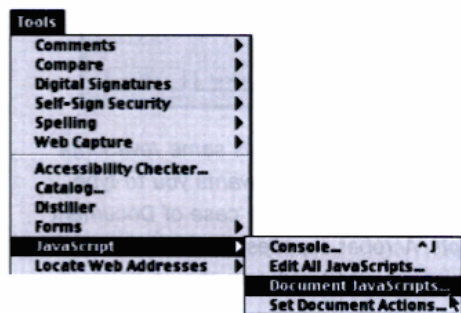 Tools
Comments
Compare
Digital Signatures
Self-Sign Security
Spelling
Web Capture
Accessibility Checker...
Catalog...
Distiller
Forms
JavaScript
Locate Web Addresses
Console... ^J
Edit All JavaScripts...
Document JavaScripts...
Set Document Actions...